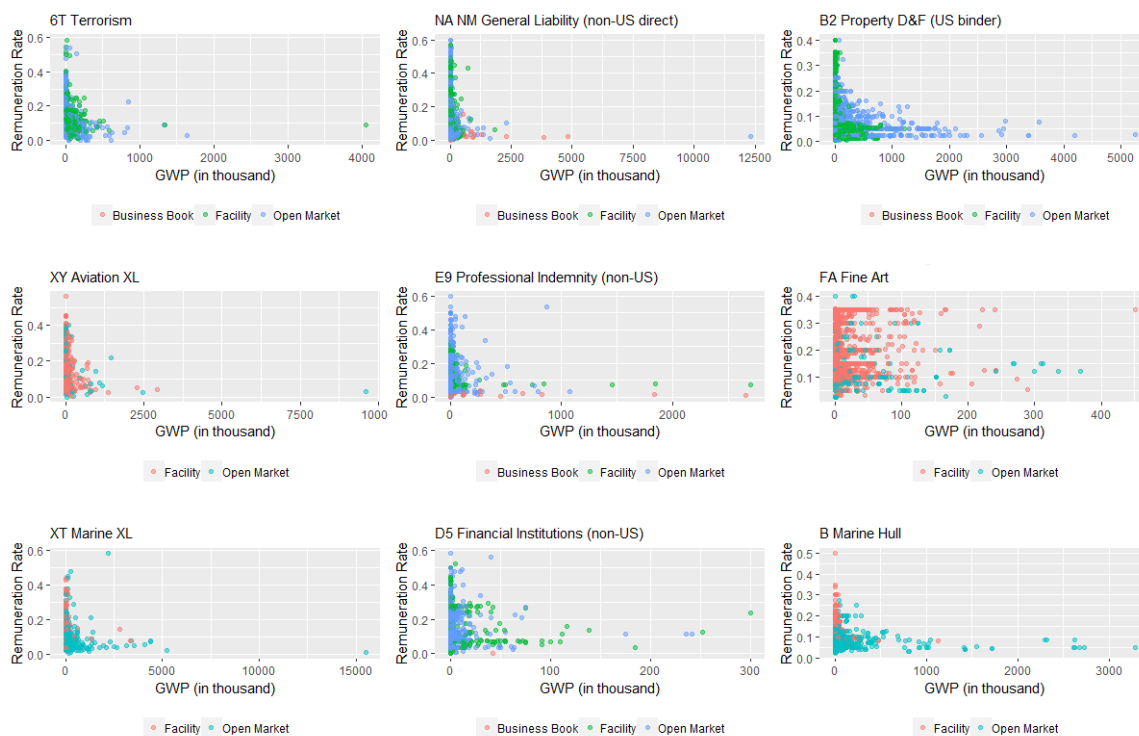 6T Terrorism
Remuneration Rate
0.6
0.4
0.2
0.0
0 1000 2000 3000 4000
GWP (in thousand)
Business Book Facility Open Market
NA NM General Liability (non-US direct)
Remuneration Rate
0.6
0.4
0.2
0.0
0 2500 5000 7500 10000 12500
GWP (in thousand)
Business Book Facility Open Market
B2 Property D&F (US binder)
Remuneration Rate
0.4
0.3
0.2
0.1
0.0
0 1000 2000 3000 4000 5000
GWP (in thousand)
Business Book Facility Open Market
XY Aviation XL
Remuneration Rate
0.4
0.2
0.0
0 2500 5000 7500 1000
GWP (in thousand)
Facility Open Market
E9 Professional Indemnity (non-US)
Remuneration Rate
0.6
0.4
0.2
0.0
0 1000 2000
GWP (in thousand)
Business Book Facility Open Market
FA Fine Art
Remuneration Rate
0.4
0.3
0.2
0.1
0 100 200 300 400
GWP (in thousand)
Facility Open Market
XT Marine XL
Remuneration Rate
0.6
0.4
0.2
0.0
0 5000 10000 15000
GWP (in thousand)
Facility Open Market
D5 Financial Institutions (non-US)
Remuneration Rate
0.6
0.4
0.2
0.0
0 100 200 300
GWP (in thousand)
Business Book Facility Open Market
B Marine Hull
Remuneration Rate
0.5
0.4
0.3
0.2
0.1
0.0
0 1000 2000 3000
GWP (in thousand)
Facility Open Market